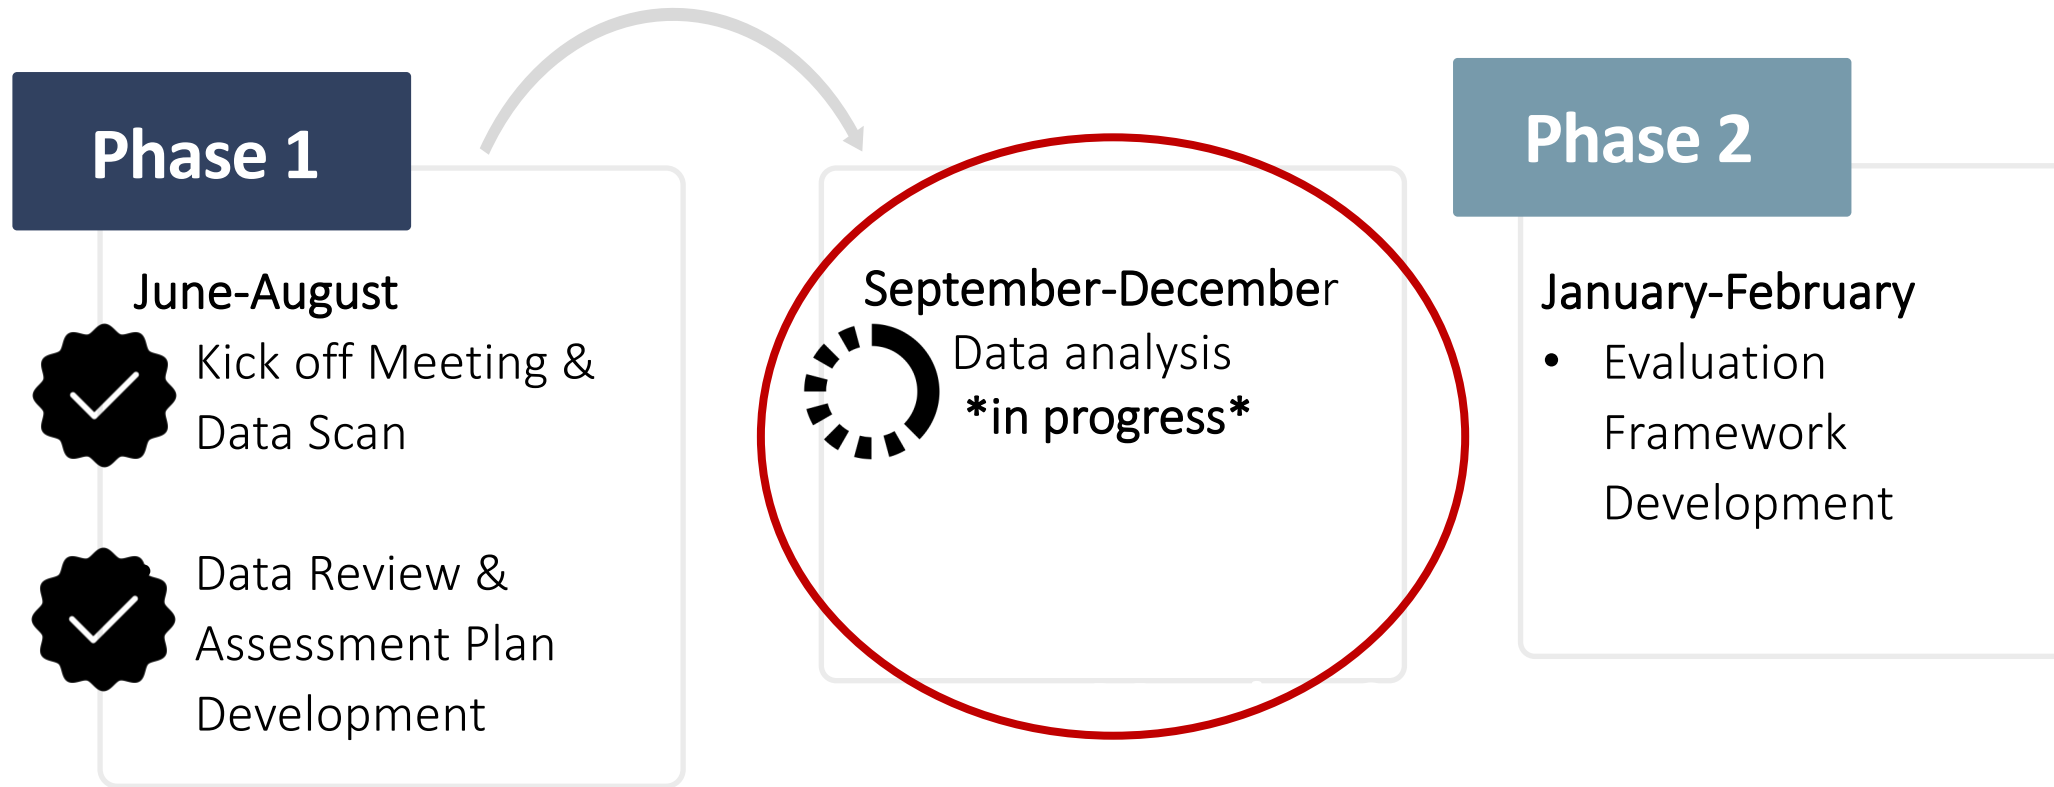 Phase 1
June-August
Kick off Meeting &
Data Scan
Data Review &
Assessment Plan
Development
September-December
Data analysis
*in progress*
Phase 2
January-February
• Evaluation
Framework
Development